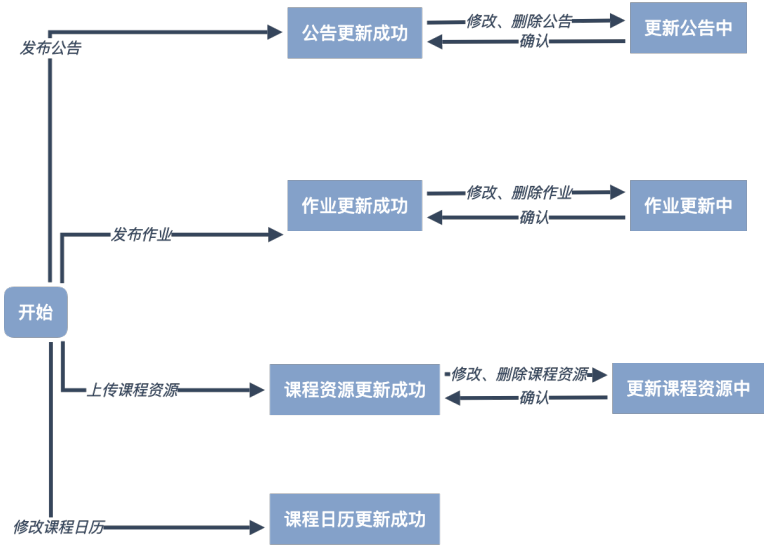 发布公告
公告更新成功
修改、删除公告
确认
更新公告中
发布作业
作业更新成功
修改、删除作业
确认
作业更新中
开始
上传课程资源
课程资源更新成功
修改、删除课程资源
确认
更新课程资源中
修改课程日历
课程日历更新成功